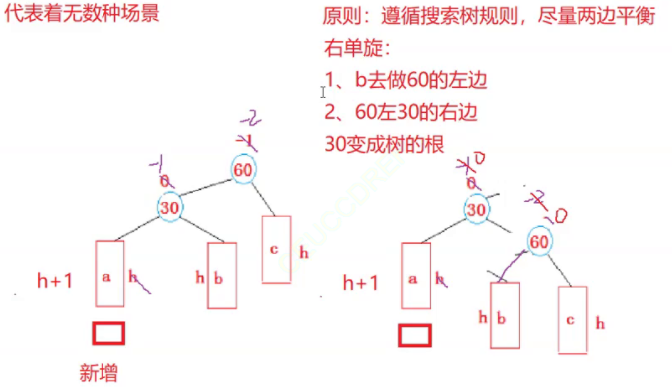 代表着无数种场景
原则：遵循搜索树规则，尽量两边平衡
右单旋：
1、b去做60的左边
2、60左30的右边
30变成树的根
-2
-1
60
-1
0
30
a
h
h
b
c
h
h+1
新增
-1
0
0
30
-2
-1
0
60
a
h
h
b
c
h
h+1